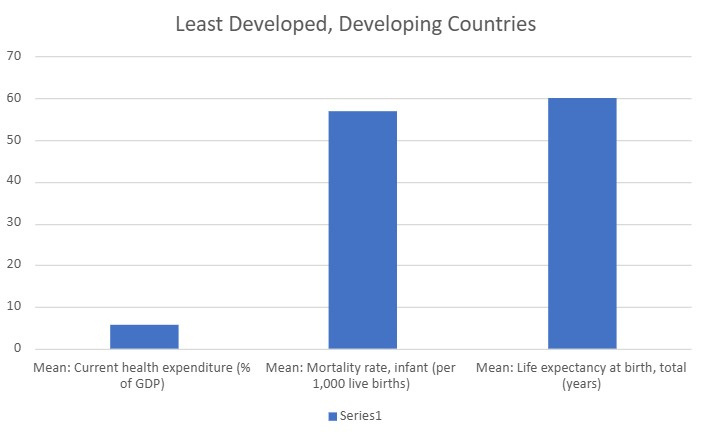 Least Developed, Developing Countries
70
60
50
40
30
20
10
0
Mean: Current health expenditure (%
of GDP)
Mean: Mortality rate, infant (per
1,000 live births)
Mean: Life expectancy at birth, total
(years)
Series1